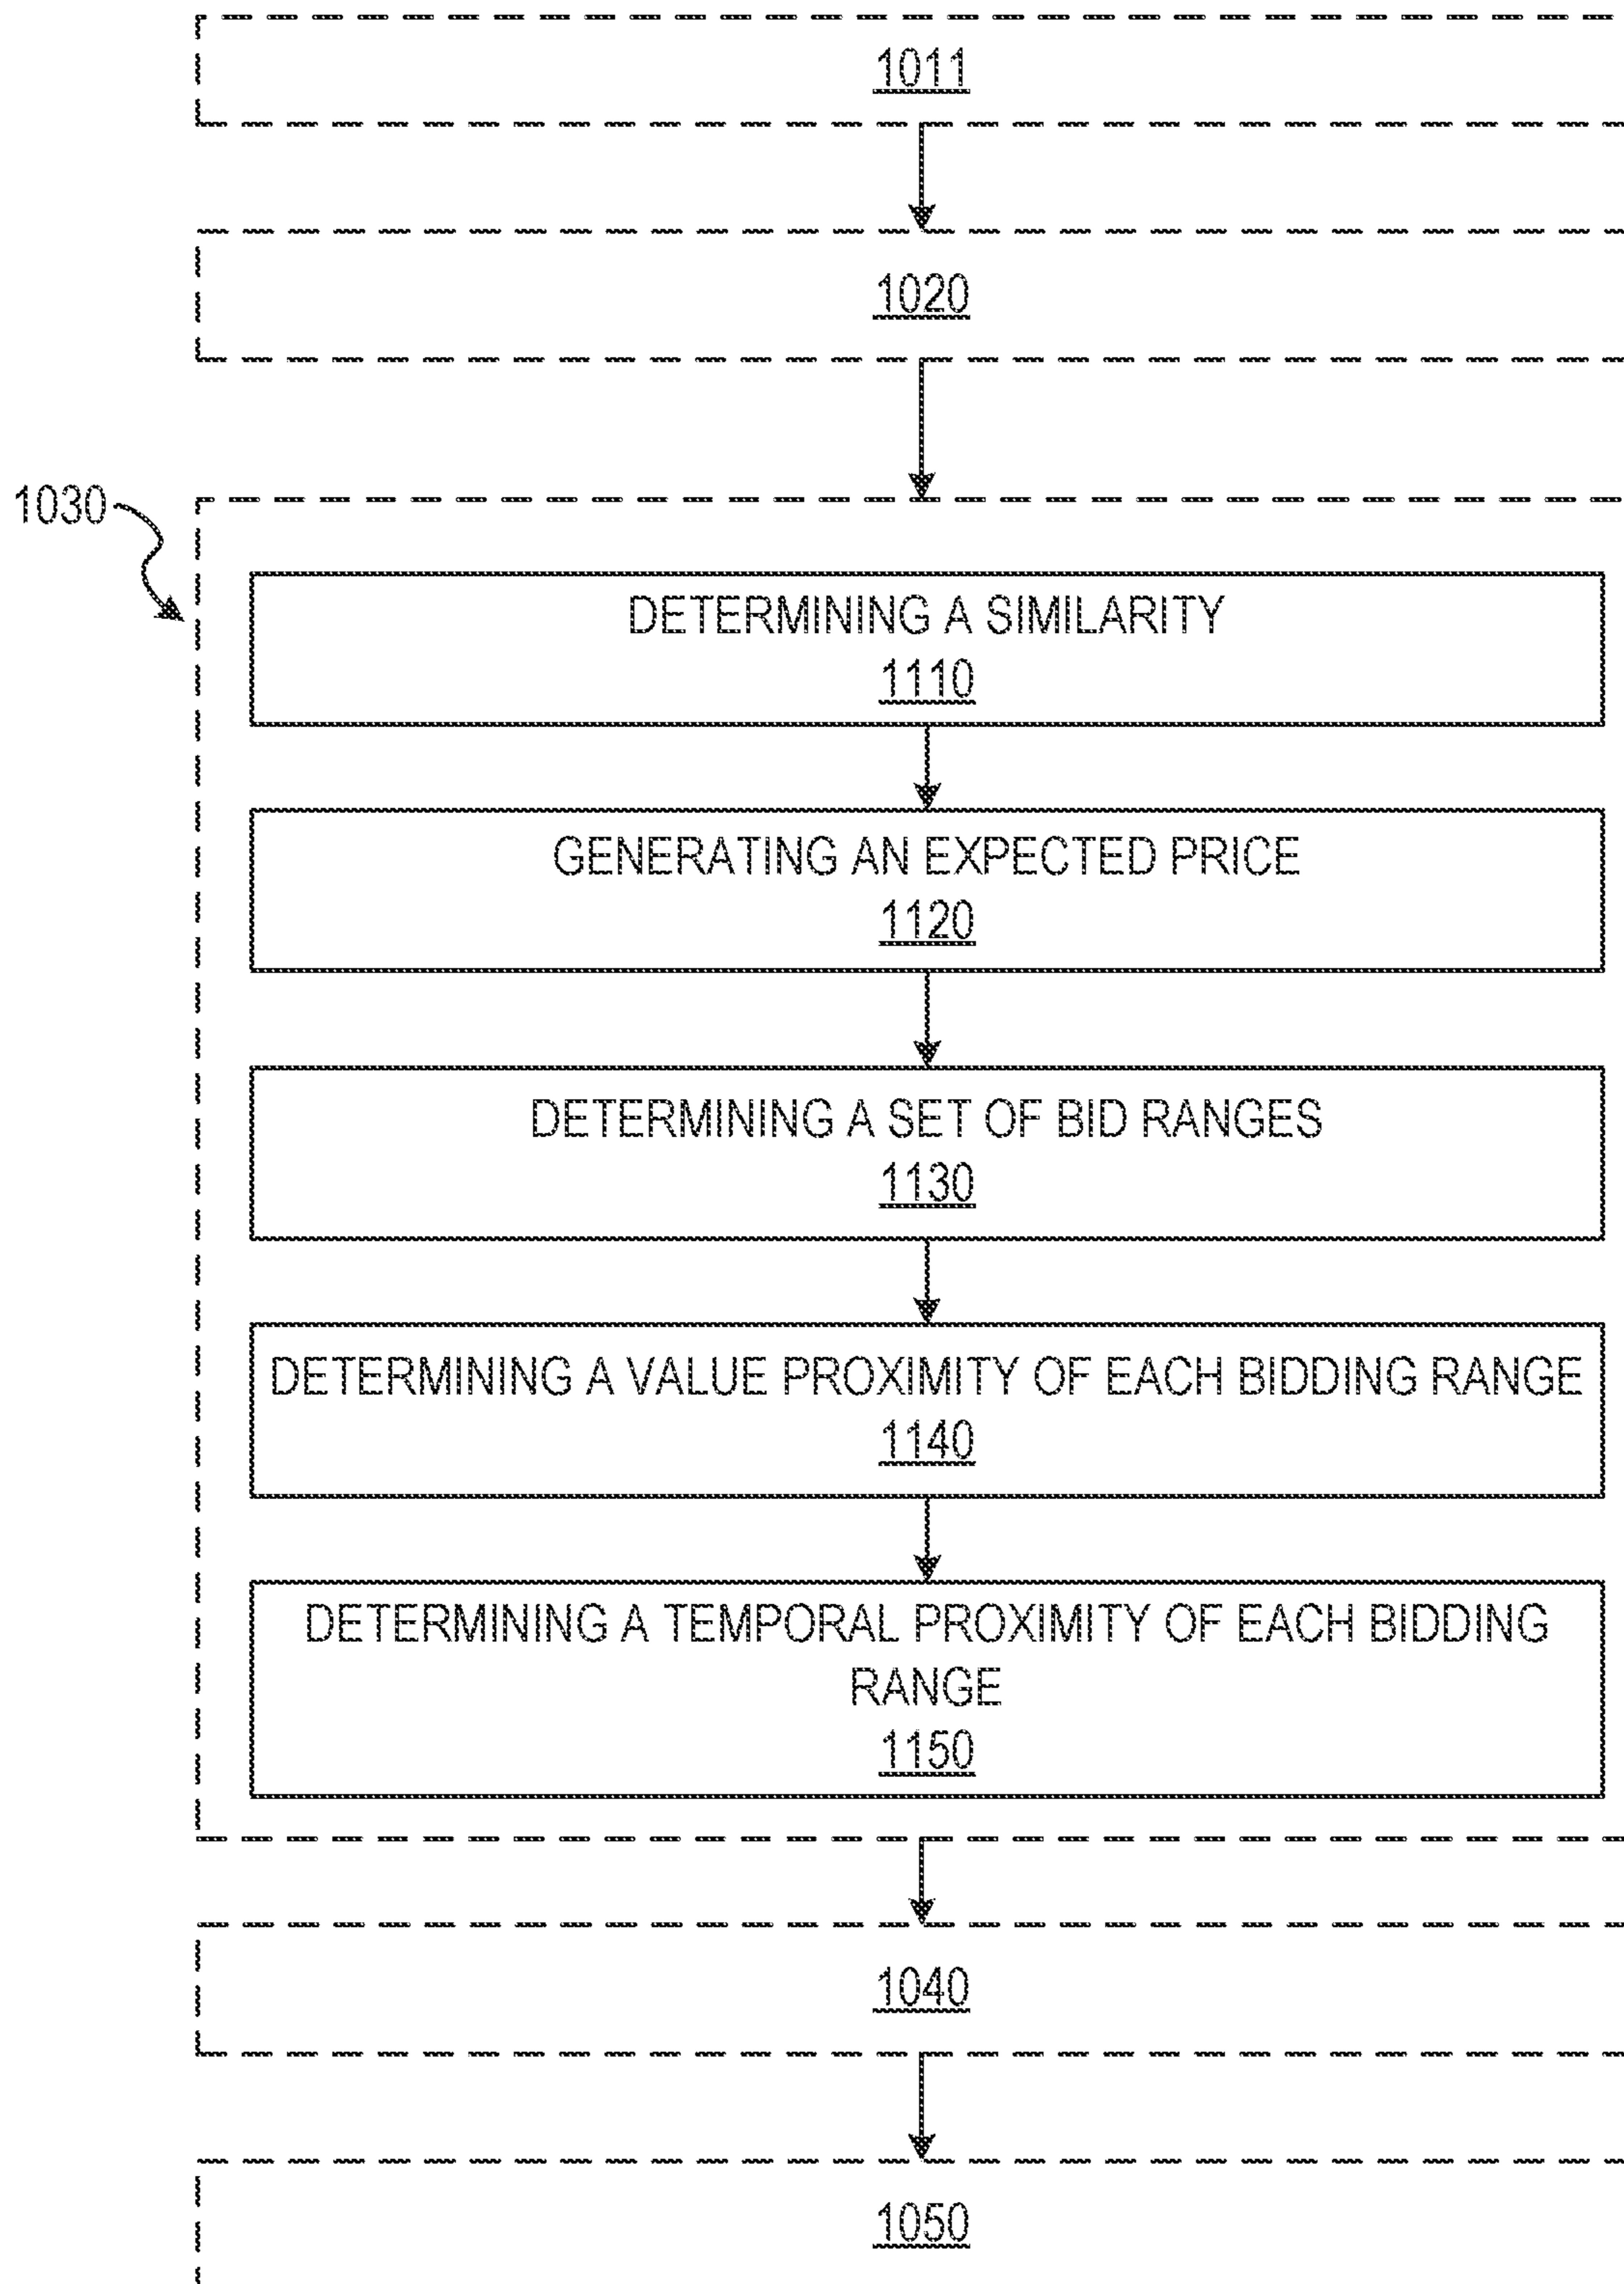 1011
1020
1030
DETERMINING A SIMILARITY
1110
GENERATING AN EXPECTED PRICE
1120
DETERMINING A SET OF BID RANGES
1130
DETERMINING A VALUE PROXIMITY OF EACH BIDDING RANGE
1140
DETERMINING A TEMPORAL PROXIMITY OF EACH BIDDING
RANGE
1150
1040
1050